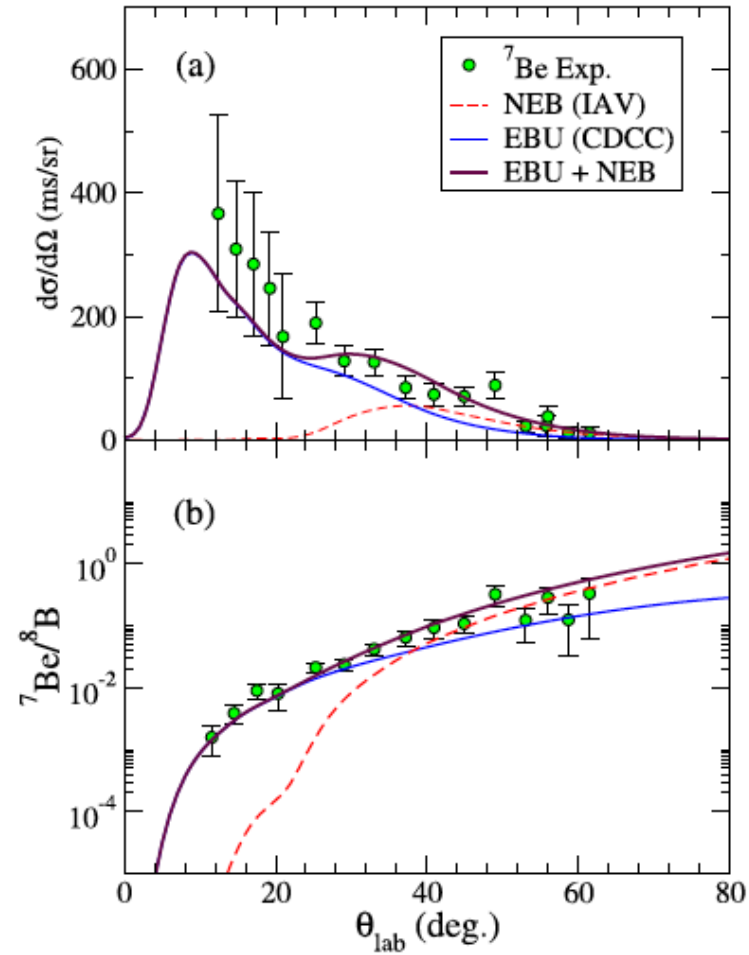 (a)
⁷Be Exp.
NEB (IAV)
EBU (CDCC)
EBU + NEB
dσ/dΩ (ms/sr)
600
400
200
0
(b)
⁷Be/⁸B
10⁰
10⁻²
10⁻⁴
0 20 40 60 80
θ_lab (deg.)